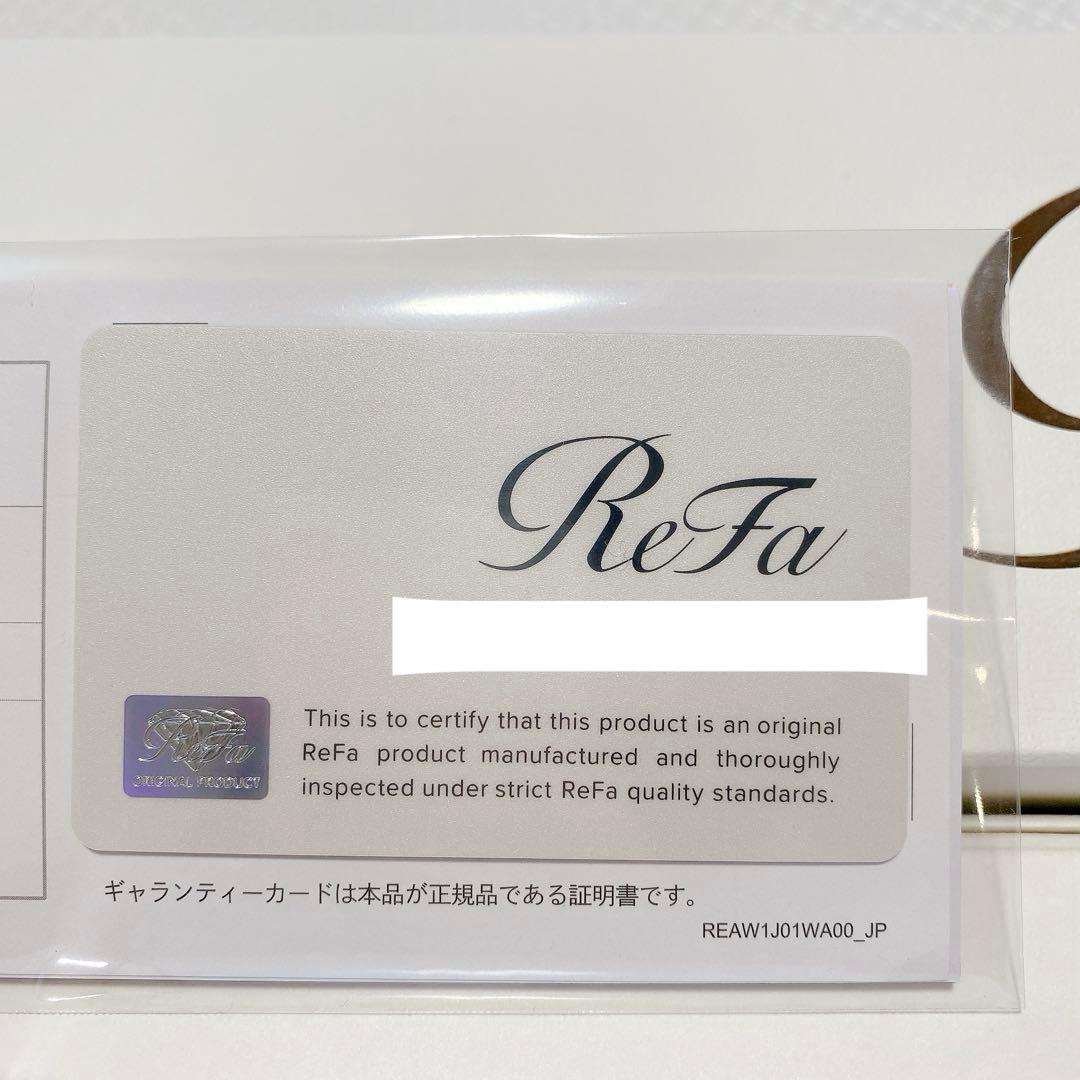 ReFa
This is to certify that this product is an original
ReFa product manufactured and thoroughly
inspected under strict ReFa quality standards.
ReFa
ORIGINAL PRODUCT
ギャランティーカードは本品が正規品である証明書です。
REAW1J01WA00_JP